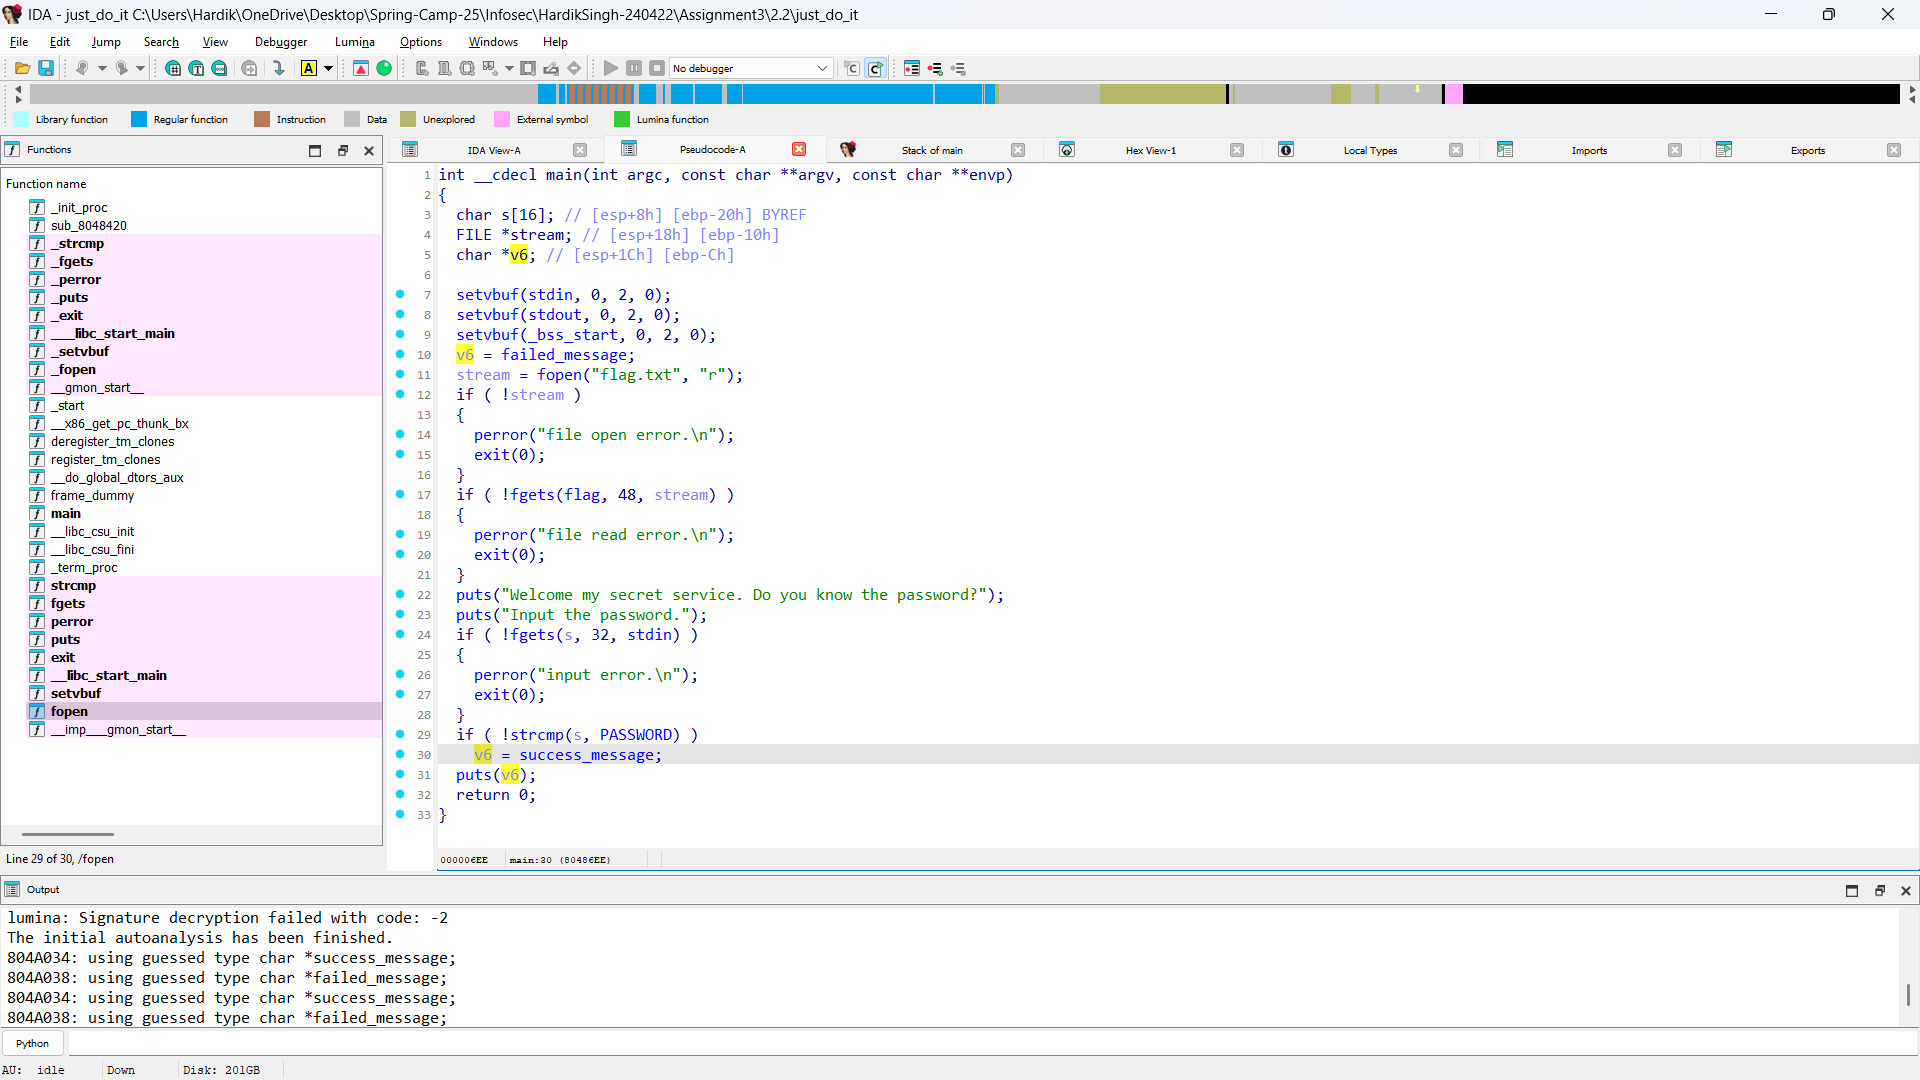 IDA - just_do_it C:\Users\Hardik\OneDrive\Desktop\Spring-Camp-25\Infosec\HardikSingh-240422\Assignment3\2.2\just_do_it
File Edit Jump Search View Debugger Lumina Options Windows Help
No debugger
Library function Regular function Instruction Data Unexplored External symbol Lumina function
Functions
IDA View-A Pseudocode-A Stack of main Hex View-1 Local Types Imports Exports
Function name
_init_proc
sub_8048420
_strcmp
_fgets
_perror
_puts
_exit
___libc_start_main
_setvbuf
_fopen
__gmon_start__
_start
__x86_get_pc_thunk_bx
deregister_tm_clones
register_tm_clones
__do_global_dtors_aux
frame_dummy
main
__libc_csu_init
__libc_csu_fini
_term_proc
strcmp
fgets
perror
puts
exit
__libc_start_main
setvbuf
fopen
__imp___gmon_start__
Line 29 of 30, /fopen
1 int __cdecl main(int argc, const char **argv, const char **envp)
2 {
3 char s[16]; // [esp+8h] [ebp-20h] BYREF
4 FILE *stream; // [esp+18h] [ebp-10h]
5 char *v6; // [esp+1Ch] [ebp-Ch]
6
7 setvbuf(stdin, 0, 2, 0);
8 setvbuf(stdout, 0, 2, 0);
9 setvbuf(_bss_start, 0, 2, 0);
10 v6 = failed_message;
11 stream = fopen("flag.txt", "r");
12 if ( !stream )
13 {
14 perror("file open error.\n");
15 exit(0);
16 }
17 if ( !fgets(flag, 48, stream) )
18 {
19 perror("file read error.\n");
20 exit(0);
21 }
22 puts("Welcome my secret service. Do you know the password?");
23 puts("Input the password.");
24 if ( !fgets(s, 32, stdin) )
25 {
26 perror("input error.\n");
27 exit(0);
28 }
29 if ( !strcmp(s, PASSWORD) )
30 v6 = success_message;
31 puts(v6);
32 return 0;
33 }
000006EE main:30 (80486EE)
Output
lumina: Signature decryption failed with code: -2
The initial autoanalysis has been finished.
804A034: using guessed type char *success_message;
804A038: using guessed type char *failed_message;
804A034: using guessed type char *success_message;
804A038: using guessed type char *failed_message;
Python
AU: idle Down Disk: 201GB